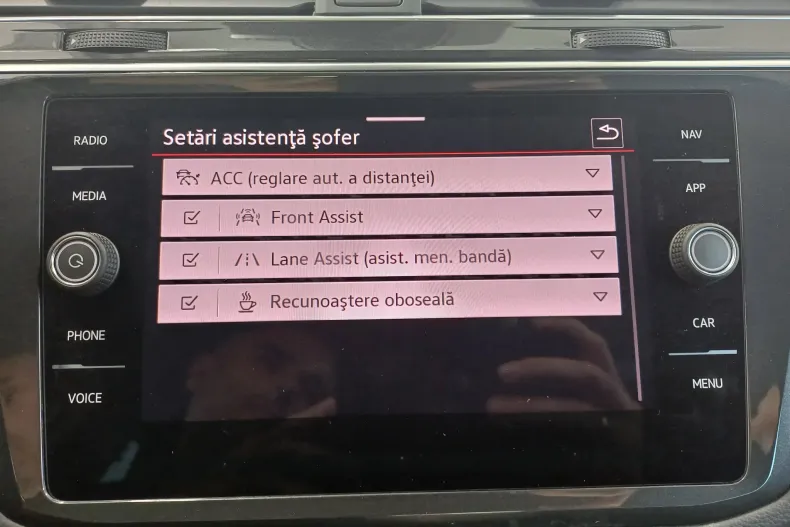 RADIO
MEDIA
PHONE
VOICE
Setări asistenţă şofer
ACC (reglare aut. a distanţei)
Front Assist
Lane Assist (asist. men. bandă)
Recunoaştere oboseală
NAV
APP
CAR
MENU